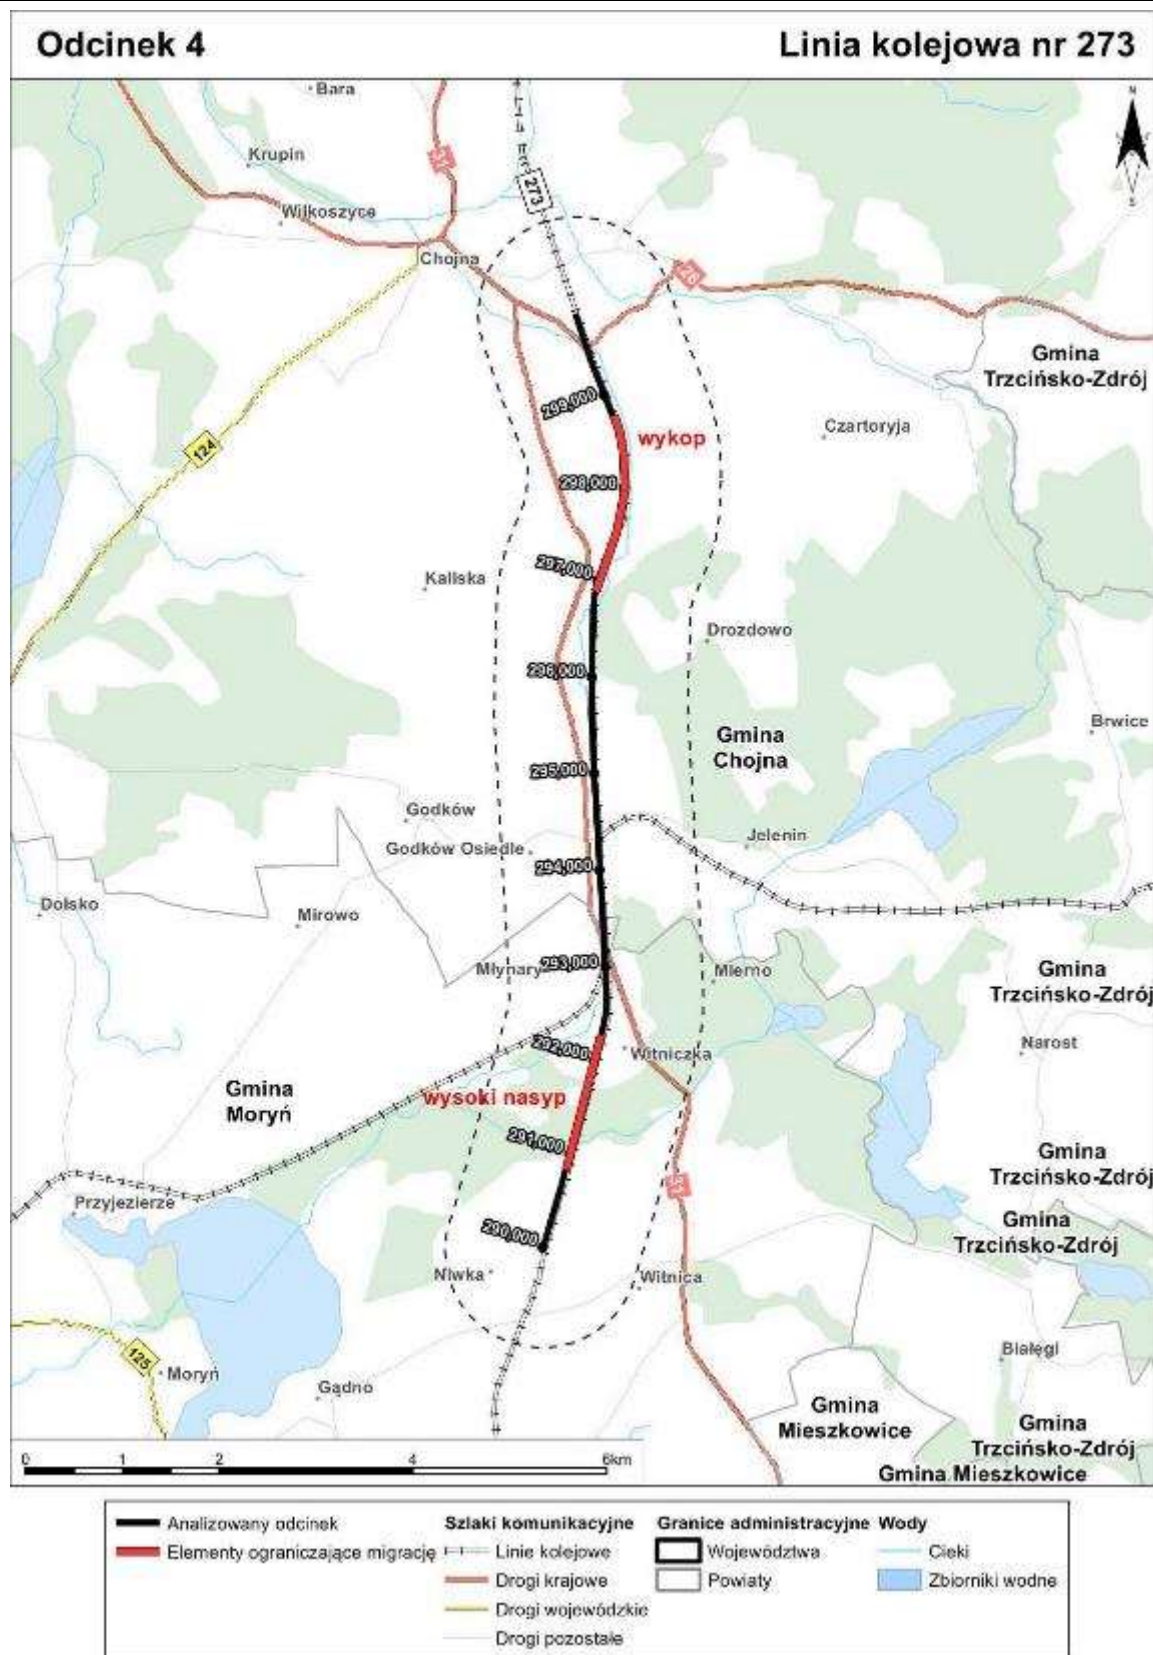 Odcinek 4
Linia kolejowa nr 273
Bara
N
31
Krupin
273
Wilkoszyce
Chojna
26
Gmina
Trzcińsko-Zdrój
299,000
Czartoryja
wykop
124
298,000
297,000
Kaliska
Drozdowo
296,000
Brwice
Gmina
Chojna
295,000
Godków
Jelenin
Godków Osiedle
294,000
Dolsko
Mirowo
Młynary
293,000
Mierno
Gmina
Trzcińsko-Zdrój
292,000
Witniczka
Narost
Gmina
Moryń
wysoki nasyp
291,000
Gmina
Trzcińsko-Zdrój
31
Przyjezierze
290,000
Gmina
Trzcińsko-Zdrój
Niwka
Witnica
125
Moryń
Białęgi
Gądno
Gmina
Mieszkowice
Gmina
Trzcińsko-Zdrój
Gmina Mieszkowice
0 1 2 4 6km
Analizowany odcinek
Elementy ograniczające migrację
Szlaki komunikacyjne
Linie kolejowe
Drogi krajowe
Drogi wojewódzkie
Drogi pozostałe
Granice administracyjne
Województwa
Powiaty
Wody
Cieki
Zbiorniki wodne